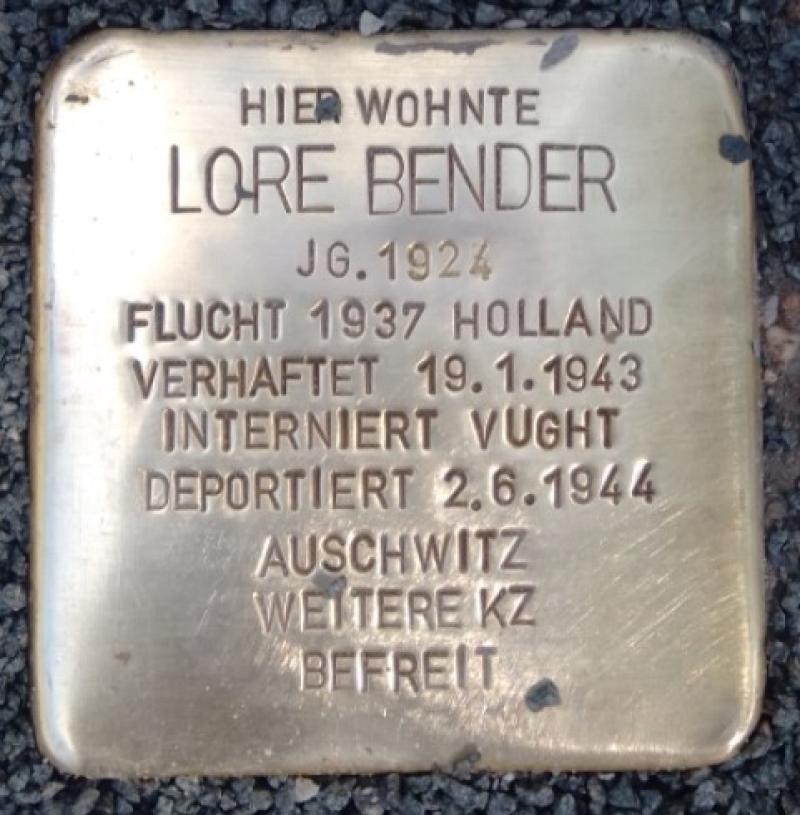 HIER WOHNTE
LORE BENDER
JG. 1924
FLUCHT 1937 HOLLAND
VERHAFTET 19.1.1943
INTERNIERT VUGHT
DEPORTIERT 2.6.1944
AUSCHWITZ
WEITERE KZ
BEFREIT